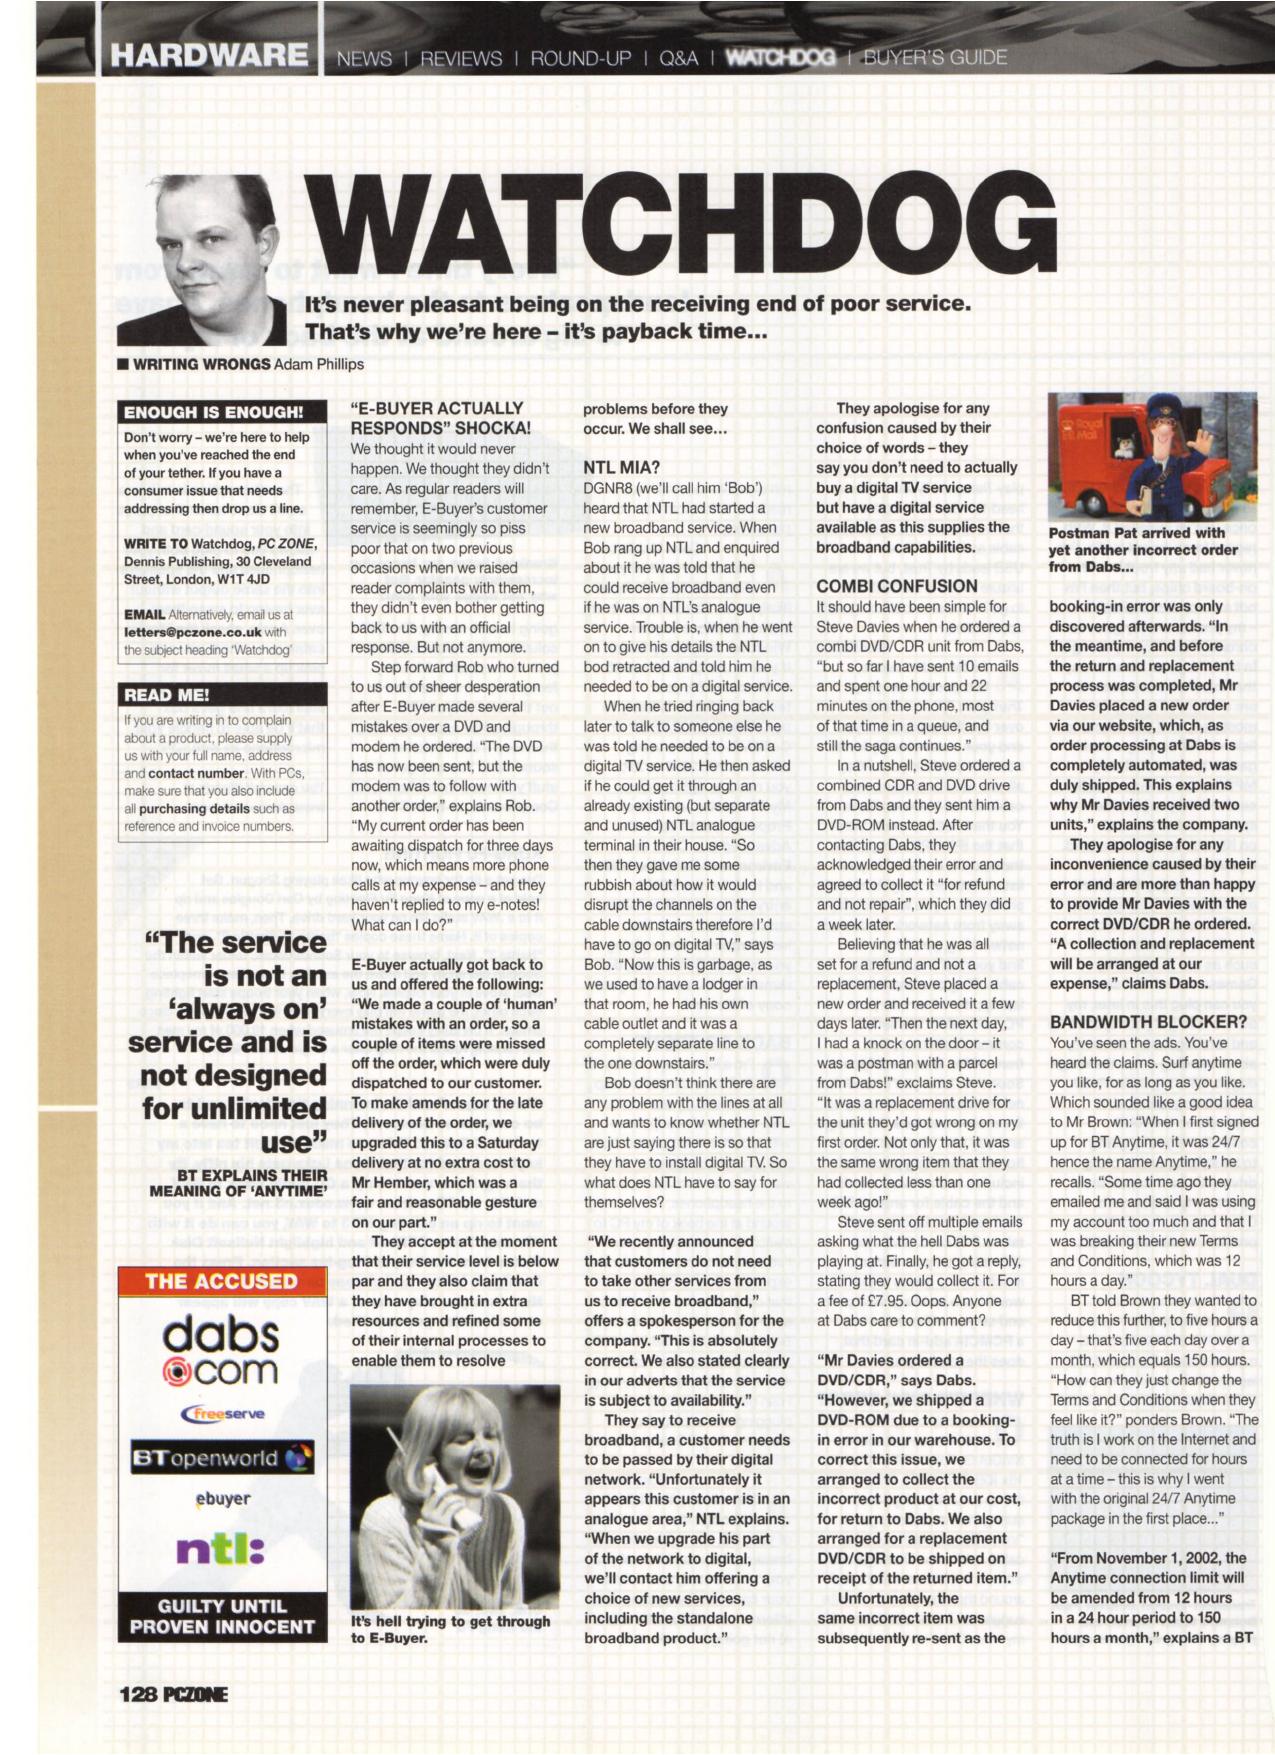 HARDWARE
NEWS | REVIEWS | ROUND-UP | Q&A | WATCHDOG | BUYER'S GUIDE
WATCHDOG
It's never pleasant being on the receiving end of poor service.
That's why we're here – it's payback time...
■ WRITING WRONGS Adam Phillips
ENOUGH IS ENOUGH!
Don't worry – we're here to help
when you've reached the end
of your tether. If you have a
consumer issue that needs
addressing then drop us a line.
WRITE TO Watchdog, PC ZONE,
Dennis Publishing, 30 Cleveland
Street, London, W1T 4JD
EMAIL Alternatively, email us at
letters@pczone.co.uk with
the subject heading 'Watchdog'
READ ME!
If you are writing in to complain
about a product, please supply
us with your full name, address
and contact number. With PCs,
make sure that you also include
all purchasing details such as
reference and invoice numbers.
"The service
is not an
'always on'
service and is
not designed
for unlimited
use"
BT EXPLAINS THEIR
MEANING OF 'ANYTIME'
THE ACCUSED
dabs
.com
freeserve
BTopenworld
ebuyer
ntl:
GUILTY UNTIL
PROVEN INNOCENT
"E-BUYER ACTUALLY
RESPONDS" SHOCKA!
We thought it would never
happen. We thought they didn't
care. As regular readers will
remember, E-Buyer's customer
service is seemingly so piss
poor that on two previous
occasions when we raised
reader complaints with them,
they didn't even bother getting
back to us with an official
response. But not anymore.
Step forward Rob who turned
to us out of sheer desperation
after E-Buyer made several
mistakes over a DVD and
modem he ordered. "The DVD
has now been sent, but the
modem was to follow with
another order," explains Rob.
"My current order has been
awaiting dispatch for three days
now, which means more phone
calls at my expense – and they
haven't replied to my e-notes!
What can I do?"
E-Buyer actually got back to
us and offered the following:
"We made a couple of 'human'
mistakes with an order, so a
couple of items were missed
off the order, which were duly
dispatched to our customer.
To make amends for the late
delivery of the order, we
upgraded this to a Saturday
delivery at no extra cost to
Mr Hember, which was a
fair and reasonable gesture
on our part."
They accept at the moment
that their service level is below
par and they also claim that
they have brought in extra
resources and refined some
of their internal processes to
enable them to resolve
It's hell trying to get through
to E-Buyer.
problems before they
occur. We shall see...
NTL MIA?
DGNR8 (we'll call him 'Bob')
heard that NTL had started a
new broadband service. When
Bob rang up NTL and enquired
about it he was told that he
could receive broadband even
if he was on NTL's analogue
service. Trouble is, when he went
on to give his details the NTL
bod retracted and told him he
needed to be on a digital service.
When he tried ringing back
later to talk to someone else he
was told he needed to be on a
digital TV service. He then asked
if he could get it through an
already existing (but separate
and unused) NTL analogue
terminal in their house. "So
then they gave me some
rubbish about how it would
disrupt the channels on the
cable downstairs therefore I'd
have to go on digital TV," says
Bob. "Now this is garbage, as
we used to have a lodger in
that room, he had his own
cable outlet and it was a
completely separate line to
the one downstairs."
Bob doesn't think there are
any problem with the lines at all
and wants to know whether NTL
are just saying there is so that
they have to install digital TV. So
what does NTL have to say for
themselves?
"We recently announced
that customers do not need
to take other services from
us to receive broadband,"
offers a spokesperson for the
company. "This is absolutely
correct. We also stated clearly
in our adverts that the service
is subject to availability."
They say to receive
broadband, a customer needs
to be passed by their digital
network. "Unfortunately it
appears this customer is in an
analogue area," NTL explains.
"When we upgrade his part
of the network to digital,
we'll contact him offering a
choice of new services,
including the standalone
broadband product."
They apologise for any
confusion caused by their
choice of words – they
say you don't need to actually
buy a digital TV service
but have a digital service
available as this supplies the
broadband capabilities.
COMBI CONFUSION
It should have been simple for
Steve Davies when he ordered a
combi DVD/CDR unit from Dabs,
"but so far I have sent 10 emails
and spent one hour and 22
minutes on the phone, most
of that time in a queue, and
still the saga continues."
In a nutshell, Steve ordered a
combined CDR and DVD drive
from Dabs and they sent him a
DVD-ROM instead. After
contacting Dabs, they
acknowledged their error and
agreed to collect it "for refund
and not repair", which they did
a week later.
Believing that he was all
set for a refund and not a
replacement, Steve placed a
new order and received it a few
days later. "Then the next day,
I had a knock on the door – it
was a postman with a parcel
from Dabs!" exclaims Steve.
"It was a replacement drive for
the unit they'd got wrong on my
first order. Not only that, it was
the same wrong item that they
had collected less than one
week ago!"
Steve sent off multiple emails
asking what the hell Dabs was
playing at. Finally, he got a reply,
stating they would collect it. For
a fee of £7.95. Oops. Anyone
at Dabs care to comment?
"Mr Davies ordered a
DVD/CDR," says Dabs.
"However, we shipped a
DVD-ROM due to a booking-
in error in our warehouse. To
correct this issue, we
arranged to collect the
incorrect product at our cost,
for return to Dabs. We also
arranged for a replacement
DVD/CDR to be shipped on
receipt of the returned item."
Unfortunately, the
same incorrect item was
subsequently re-sent as the
Royal
Mail
Postman Pat arrived with
yet another incorrect order
from Dabs...
booking-in error was only
discovered afterwards. "In
the meantime, and before
the return and replacement
process was completed, Mr
Davies placed a new order
via our website, which, as
order processing at Dabs is
completely automated, was
duly shipped. This explains
why Mr Davies received two
units," explains the company.
They apologise for any
inconvenience caused by their
error and are more than happy
to provide Mr Davies with the
correct DVD/CDR he ordered.
"A collection and replacement
will be arranged at our
expense," claims Dabs.
BANDWIDTH BLOCKER?
You've seen the ads. You've
heard the claims. Surf anytime
you like, for as long as you like.
Which sounded like a good idea
to Mr Brown: "When I first signed
up for BT Anytime, it was 24/7
hence the name Anytime," he
recalls. "Some time ago they
emailed me and said I was using
my account too much and that I
was breaking their new Terms
and Conditions, which was 12
hours a day."
BT told Brown they wanted to
reduce this further, to five hours a
day – that's five each day over a
month, which equals 150 hours.
"How can they just change the
Terms and Conditions when they
feel like it?" ponders Brown. "The
truth is I work on the Internet and
need to be connected for hours
at a time – this is why I went
with the original 24/7 Anytime
package in the first place..."
"From November 1, 2002, the
Anytime connection limit will
be amended from 12 hours
in a 24 hour period to 150
hours a month," explains a BT
128 PCZONE